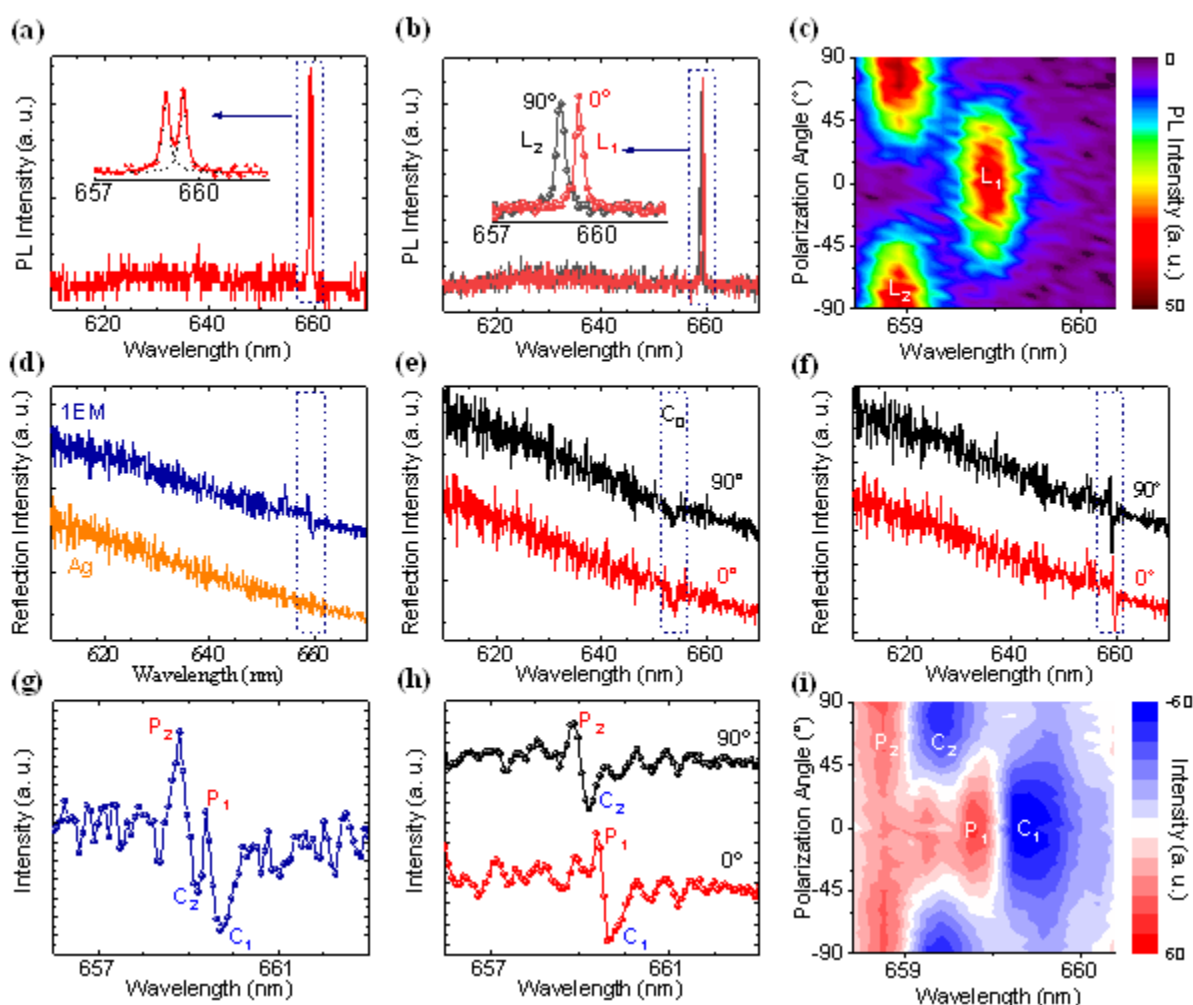 (a)
PL Intensity (a. u.)
657
660
620
640
660
Wavelength (nm)
(b)
PL Intensity (a. u.)
90°
0°
L2
L1
657
660
620
640
660
Wavelength (nm)
(c)
Polarization Angle (°)
90
45
0
-45
-90
L1
L2
659
660
Wavelength (nm)
0
PL Intensity (a. u.)
50
(d)
Reflection Intensity (a. u.)
1EM
Ag
620
640
660
Wavelength (nm)
(e)
Reflection Intensity (a. u.)
C0
90°
0°
620
640
660
Wavelength (nm)
(f)
Reflection Intensity (a. u.)
90°
0°
620
640
660
Wavelength (nm)
(g)
Intensity (a. u.)
P2
P1
C2
C1
657
661
Wavelength (nm)
(h)
Intensity (a. u.)
P2
90°
C2
P1
0°
C1
657
661
Wavelength (nm)
(i)
Polarization Angle (°)
90
45
0
-45
-90
P2
C2
P1
C1
659
660
Wavelength (nm)
-60
Intensity (a. u.)
60